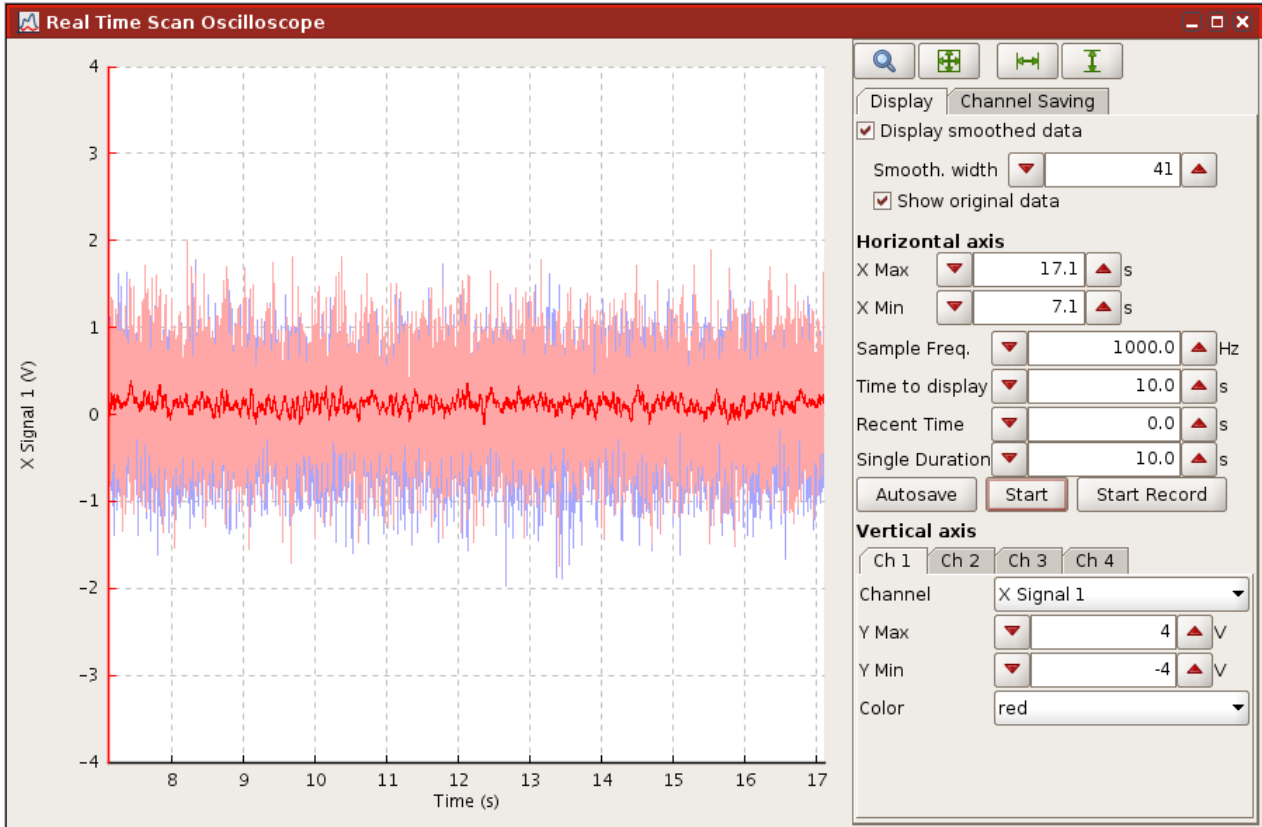 Real Time Scan Oscilloscope
4
3
2
1
0
−1
−2
−3
−4
X Signal 1 (V)
8 9 10 11 12 13 14 15 16 17
Time (s)
Display Channel Saving
Display smoothed data
Smooth. width 41
Show original data
Horizontal axis
X Max 17.1 s
X Min 7.1 s
Sample Freq. 1000.0 Hz
Time to display 10.0 s
Recent Time 0.0 s
Single Duration 10.0 s
Autosave Start Start Record
Vertical axis
Ch 1 Ch 2 Ch 3 Ch 4
Channel X Signal 1
Y Max 4 V
Y Min -4 V
Color red